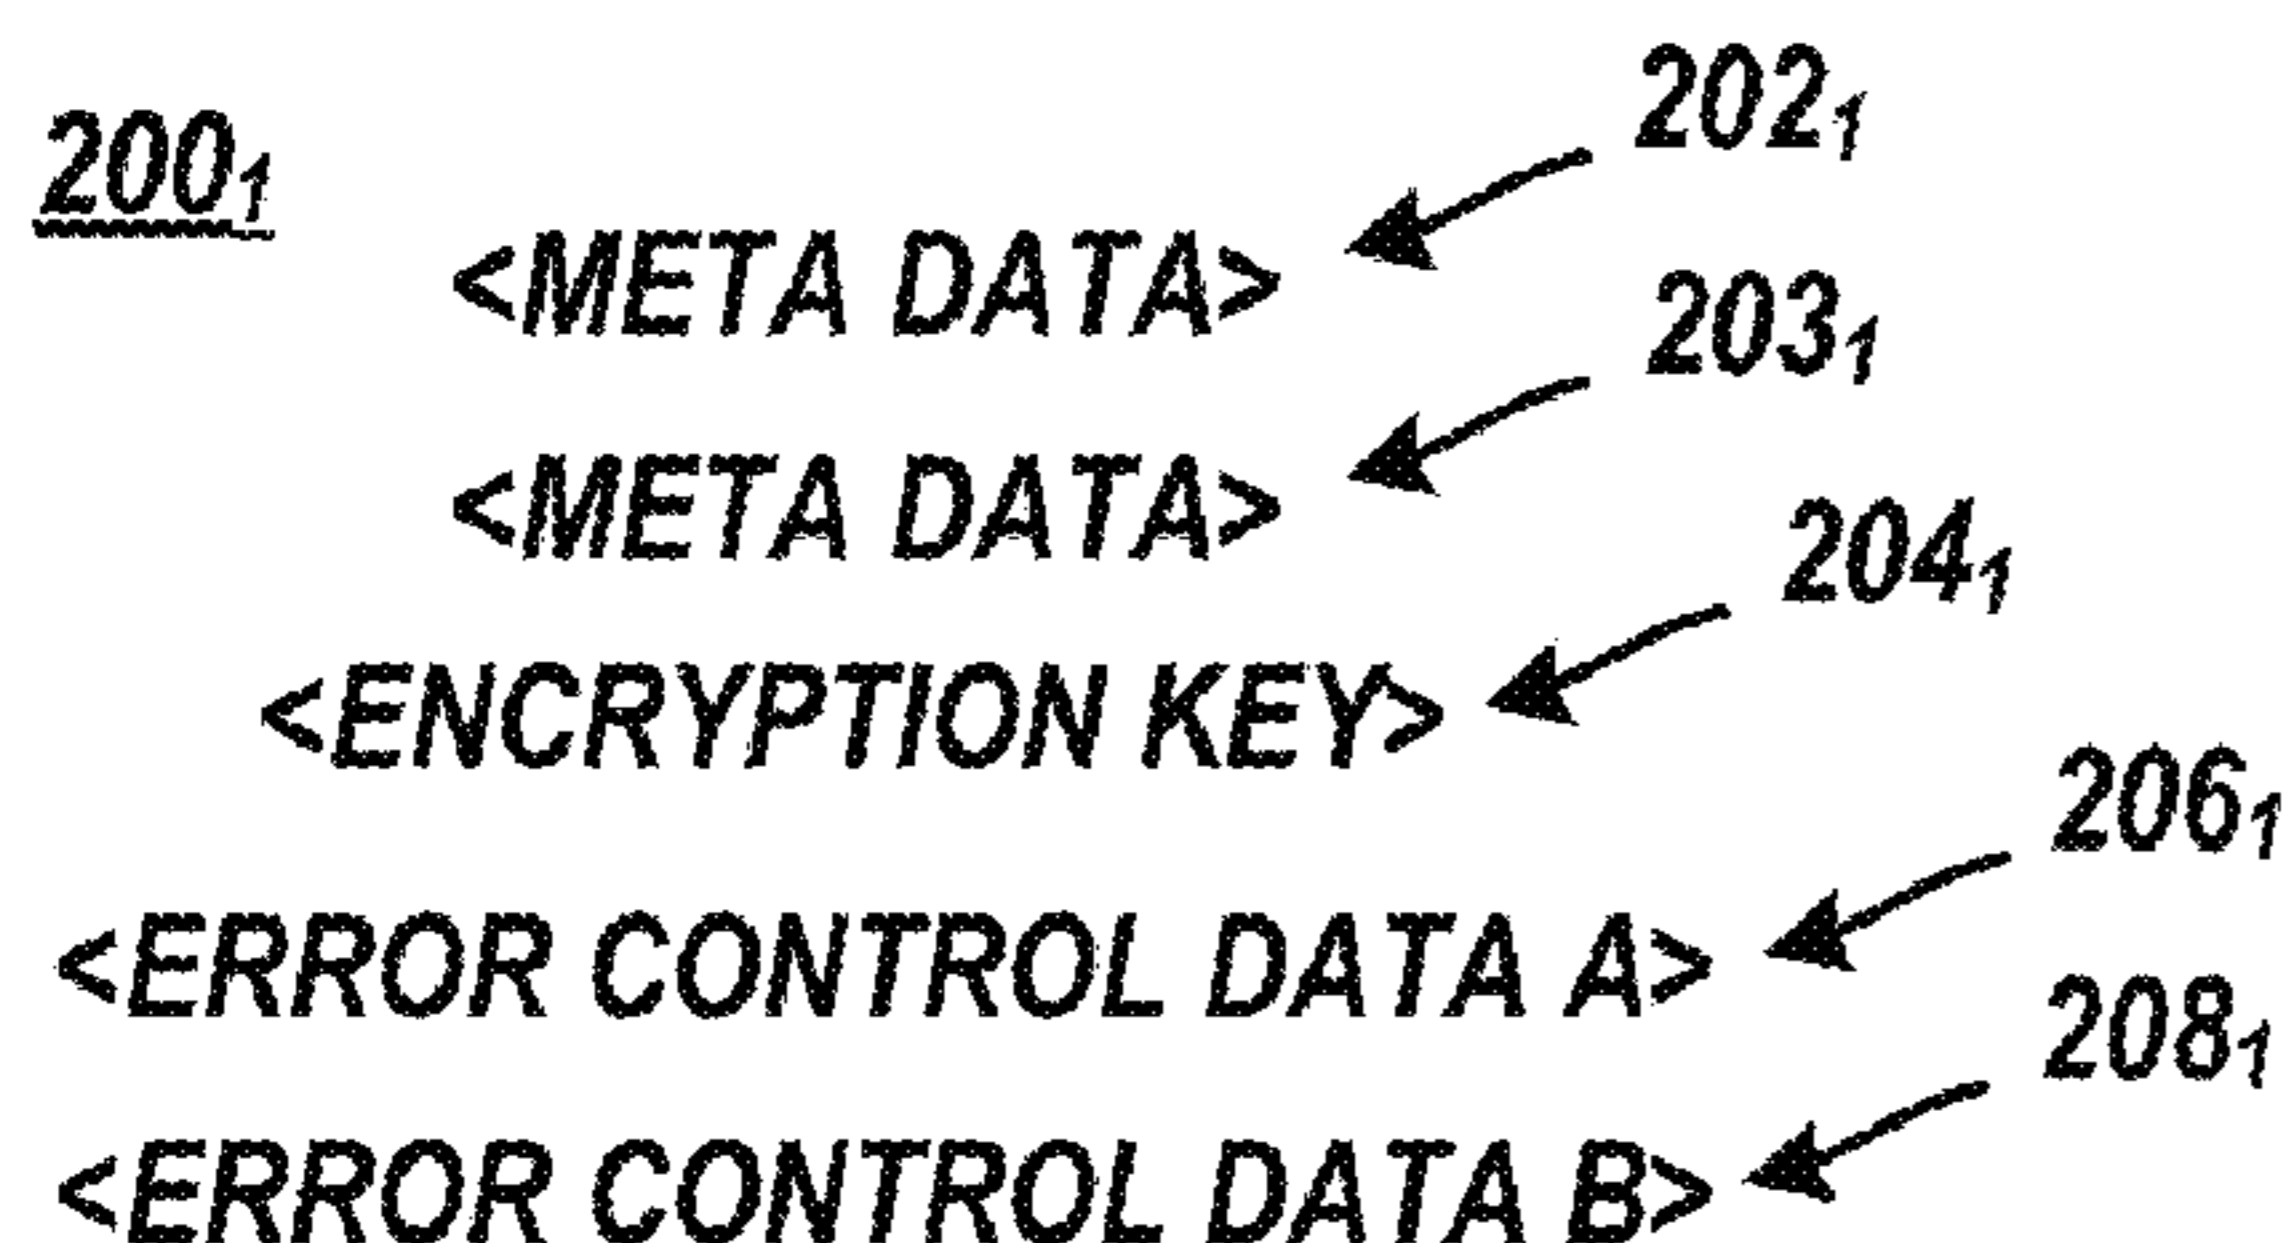 202₁
200₁
<META DATA>
203₁
<META DATA>
204₁
<ENCRYPTION KEY>
206₁
<ERROR CONTROL DATA A>
208₁
<ERROR CONTROL DATA B>